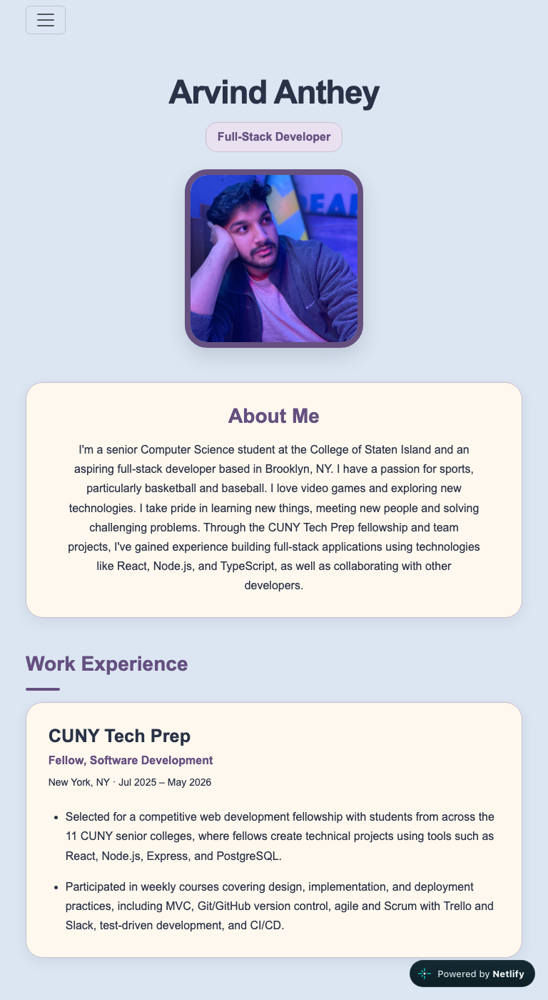 Arvind Anthey
Full-Stack Developer
About Me
I'm a senior Computer Science student at the College of Staten Island and an
aspiring full-stack developer based in Brooklyn, NY. I have a passion for sports,
particularly basketball and baseball. I love video games and exploring new
technologies. I take pride in learning new things, meeting new people and solving
challenging problems. Through the CUNY Tech Prep fellowship and team
projects, I've gained experience building full-stack applications using technologies
like React, Node.js, and TypeScript, as well as collaborating with other
developers.
Work Experience
CUNY Tech Prep
Fellow, Software Development
New York, NY · Jul 2025 – May 2026
• Selected for a competitive web development fellowship with students from across the
11 CUNY senior colleges, where fellows create technical projects using tools such as
React, Node.js, Express, and PostgreSQL.
• Participated in weekly courses covering design, implementation, and deployment
practices, including MVC, Git/GitHub version control, agile and Scrum with Trello and
Slack, test-driven development, and CI/CD.
Powered by Netlify